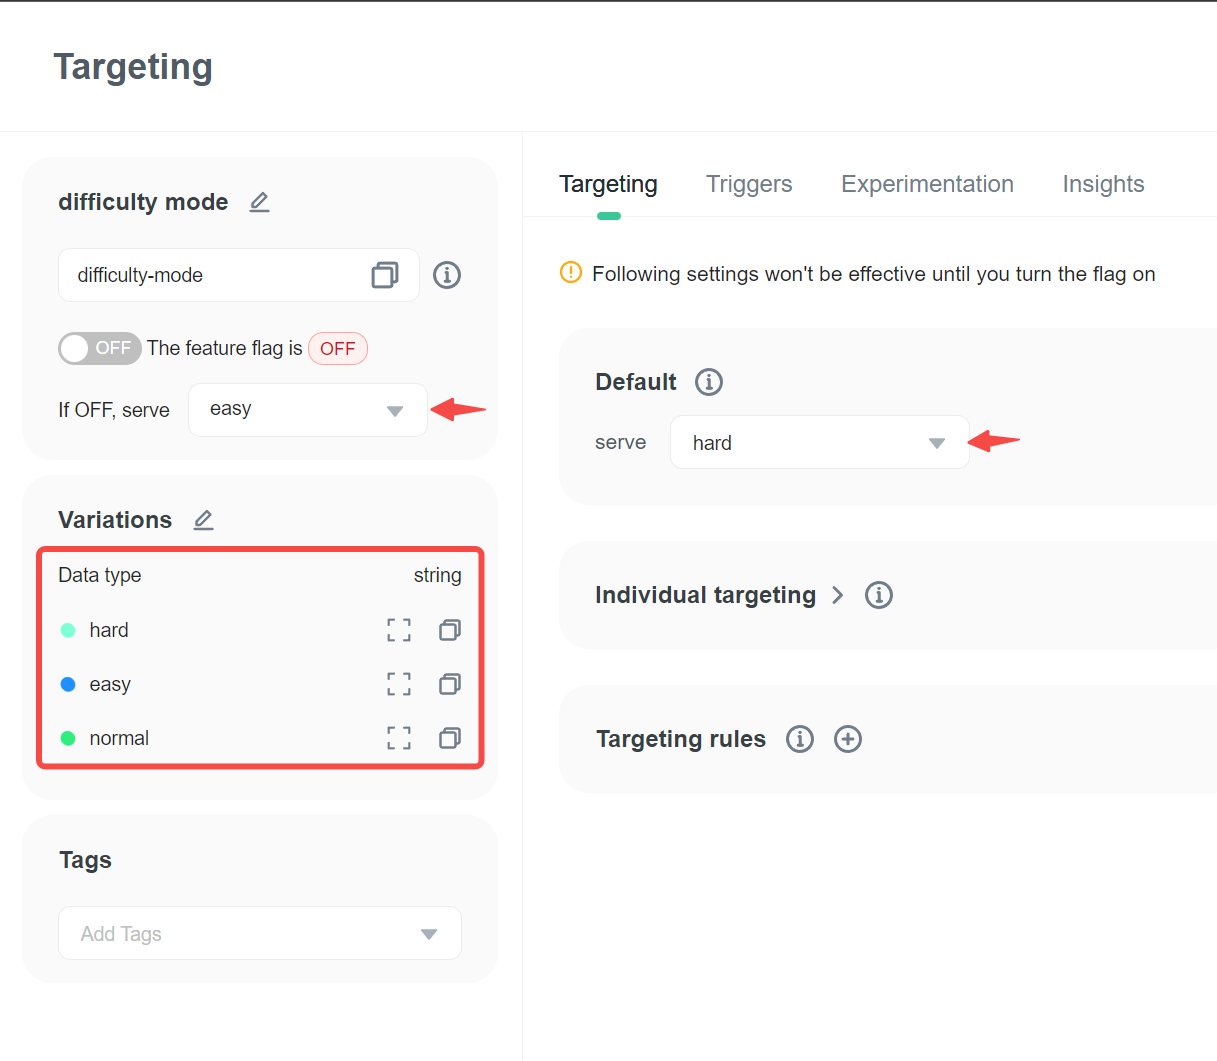 Targeting
difficulty mode
difficulty-mode
OFF The feature flag is OFF
If OFF, serve easy
Variations
Data type string
hard
easy
normal
Tags
Add Tags
Targeting Triggers Experimentation Insights
Following settings won't be effective until you turn the flag on
Default
serve hard
Individual targeting
Targeting rules